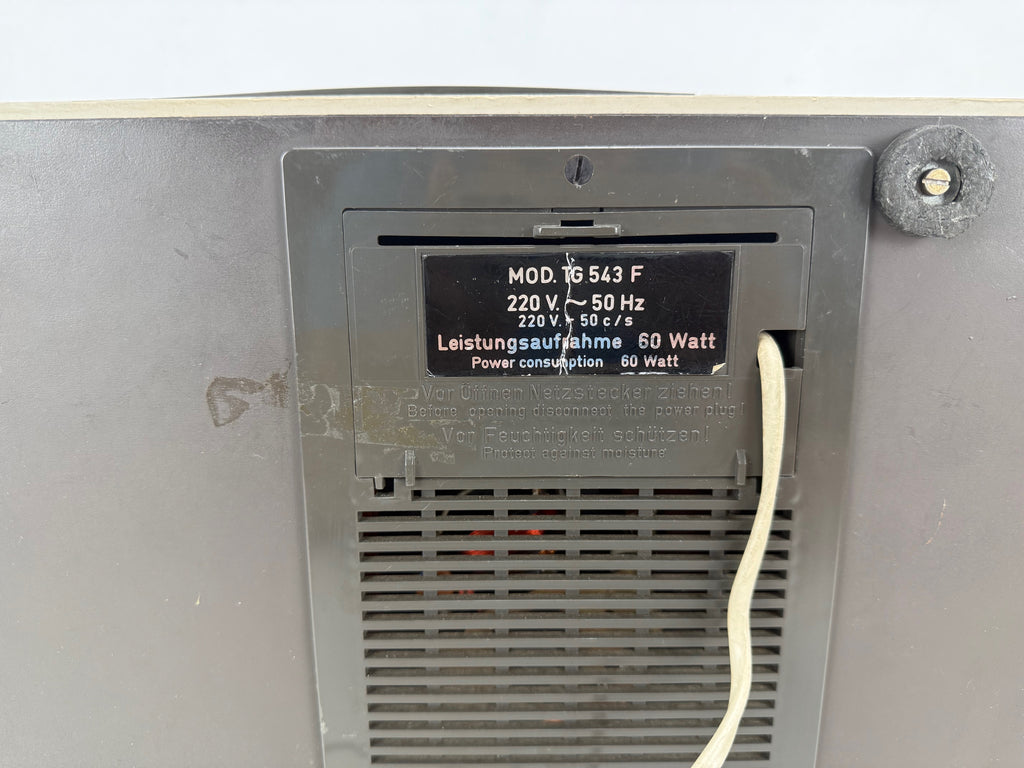 MOD. TG 543 F
220 V. ~ 50 Hz
220 V. ~ 50 c/s
Leistungsaufnahme 60 Watt
Power consumption 60 Watt
Vor Öffnen Netzstecker ziehen!
Before opening disconnect the power plug!
Vor Feuchtigkeit schützen!
Protect against moisture